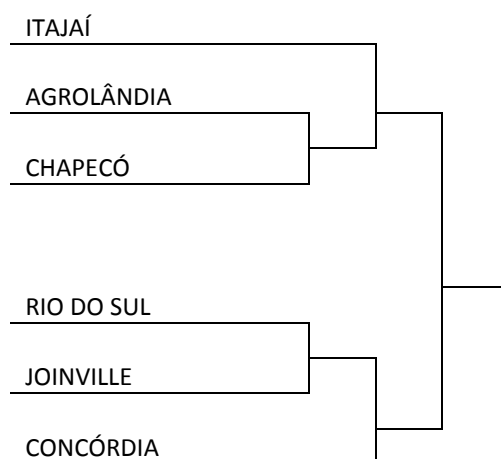 ITAJAÍ
AGROLÂNDIA
CHAPECÓ
RIO DO SUL
JOINVILLE
CONCÓRDIA